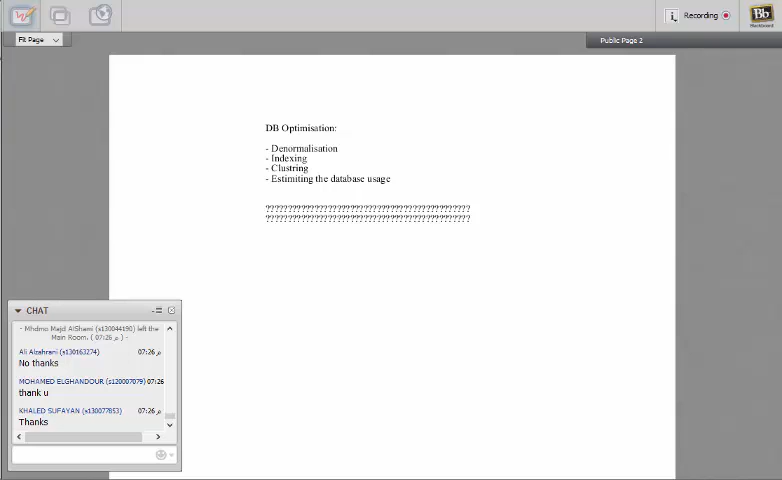 Recording
Bb
Blackboard
Fit Page
Public Page 2
DB Optimisation:
- Denormalisation
- Indexing
- Clustring
- Estimiting the database usage
??????????????????????????????????????????????
??????????????????????????????????????????????
CHAT
- Mhdmo Majd AlShami (s130044190) left the
Main Room. ( 07:26 م ) -
Ali Alzahrani (s130163274) 07:26 م
No thanks
MOHAMED ELGHANDOUR (s120007079) 07:26
thank u
KHALED SUFAYAN (s130077853) 07:26 م
Thanks